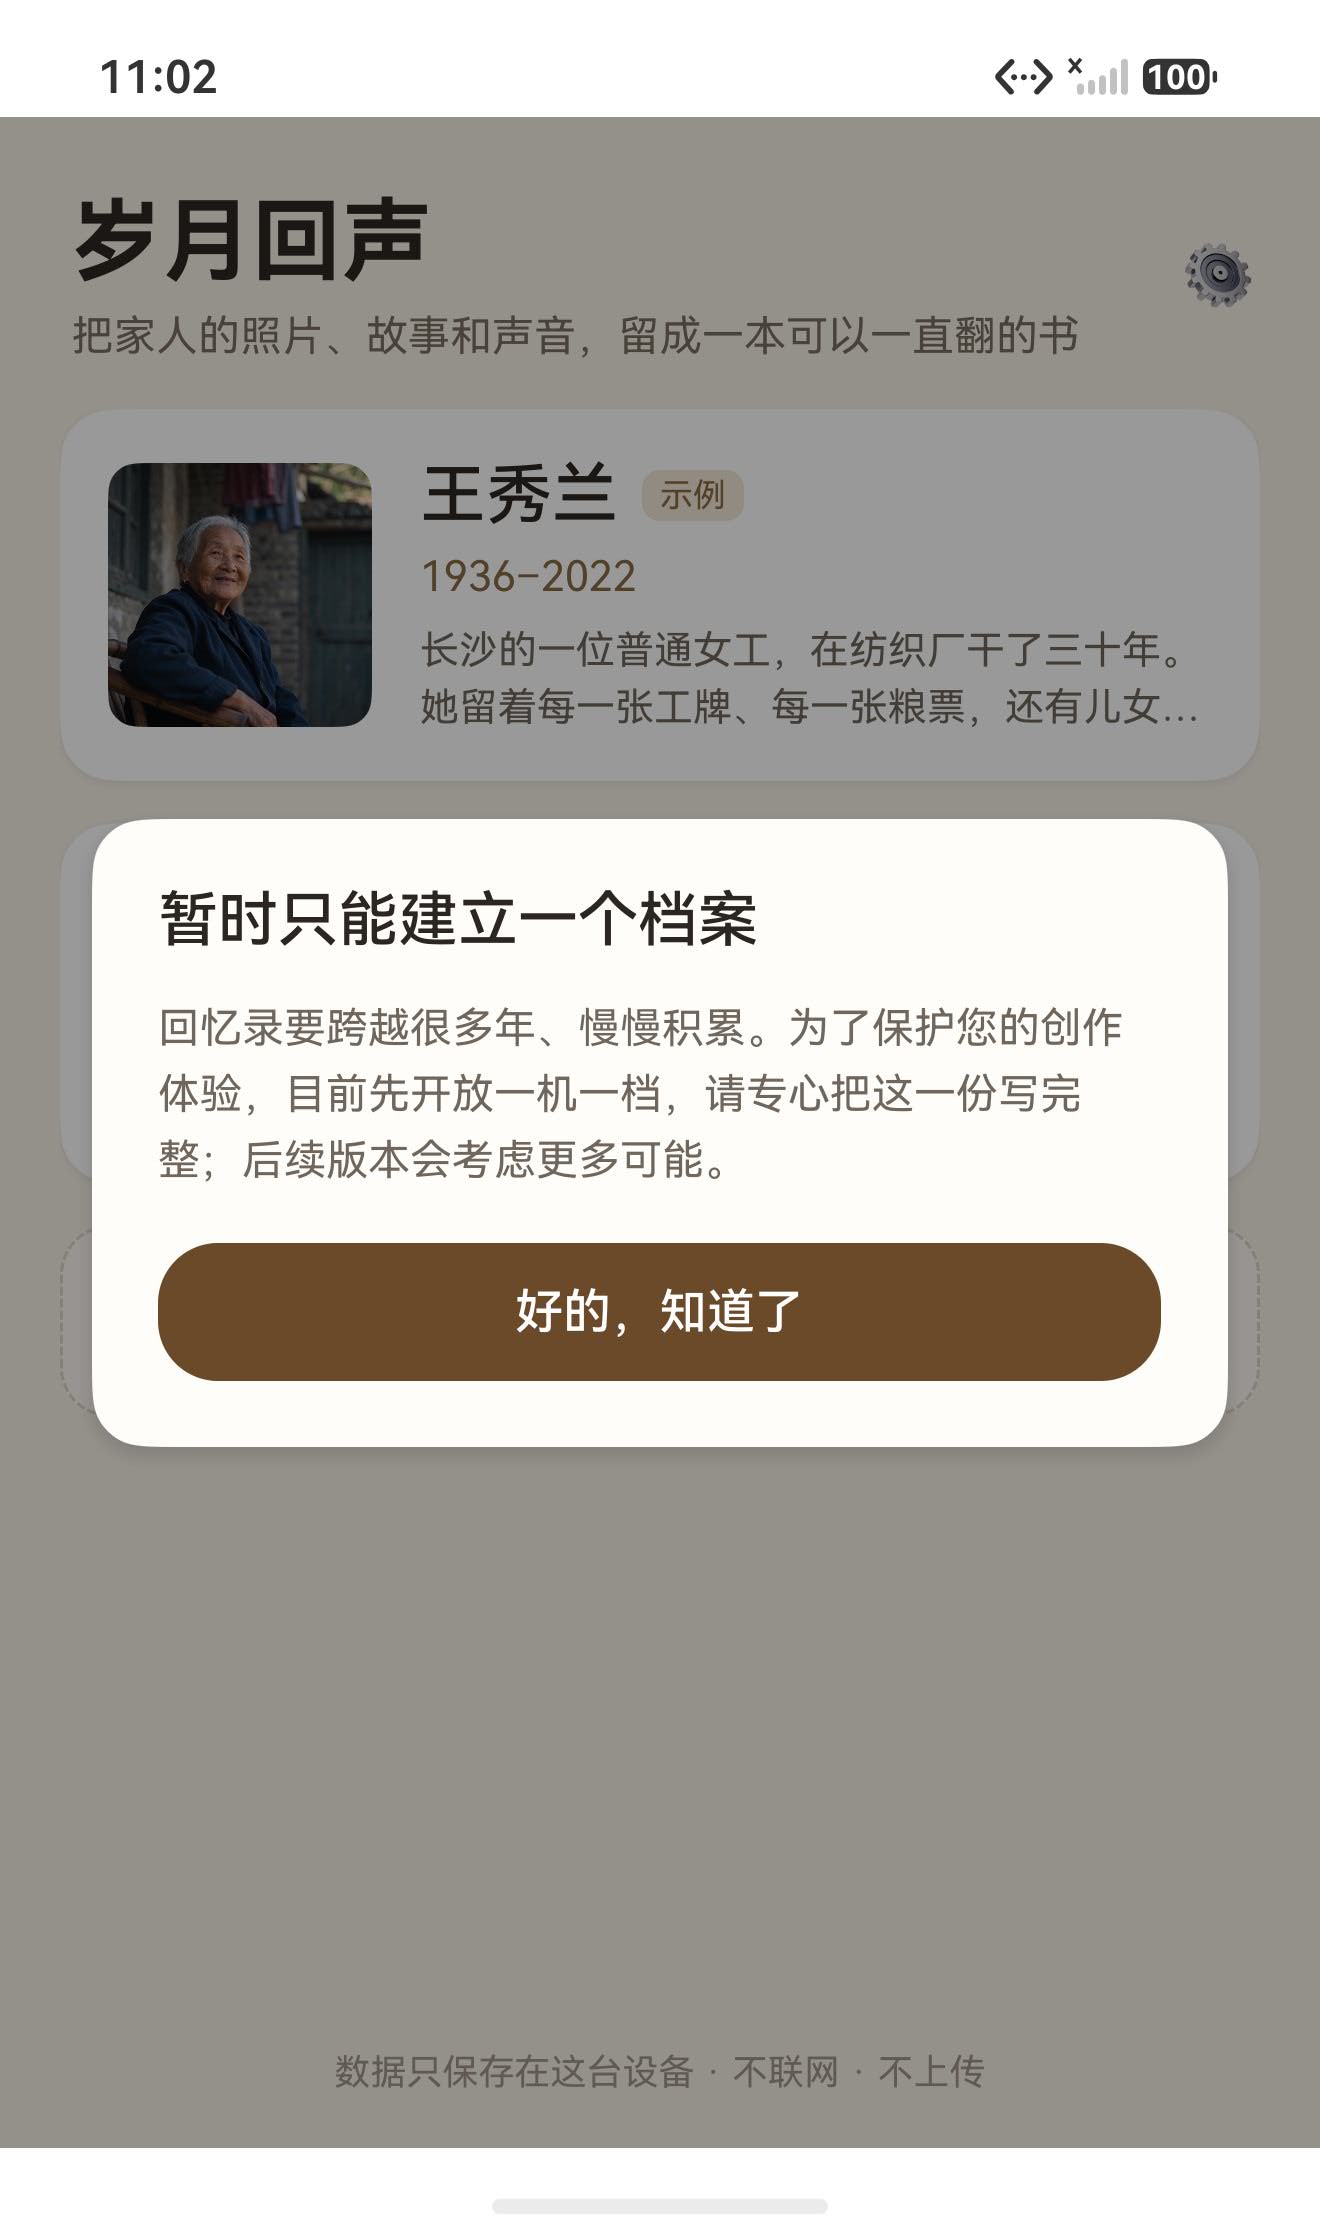 11:02
100
岁月回声
把家人的照片、故事和声音，留成一本可以一直翻的书
王秀兰 示例
1936–2022
长沙的一位普通女工，在纺织厂干了三十年。
她留着每一张工牌、每一张粮票，还有儿女…
暂时只能建立一个档案
回忆录要跨越很多年、慢慢积累。为了保护您的创作
体验，目前先开放一机一档，请专心把这一份写完
整；后续版本会考虑更多可能。
好的，知道了
数据只保存在这台设备 · 不联网 · 不上传